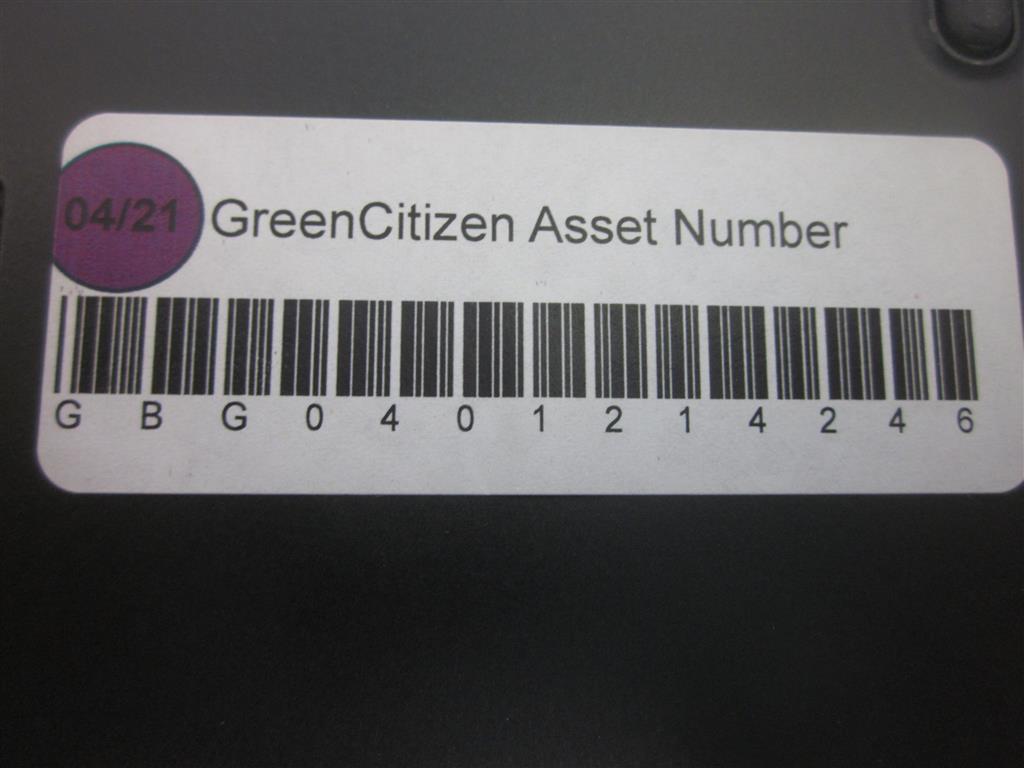 04/21 GreenCitizen Asset Number
G B G 0 4 0 1 2 1 4 2 4 6